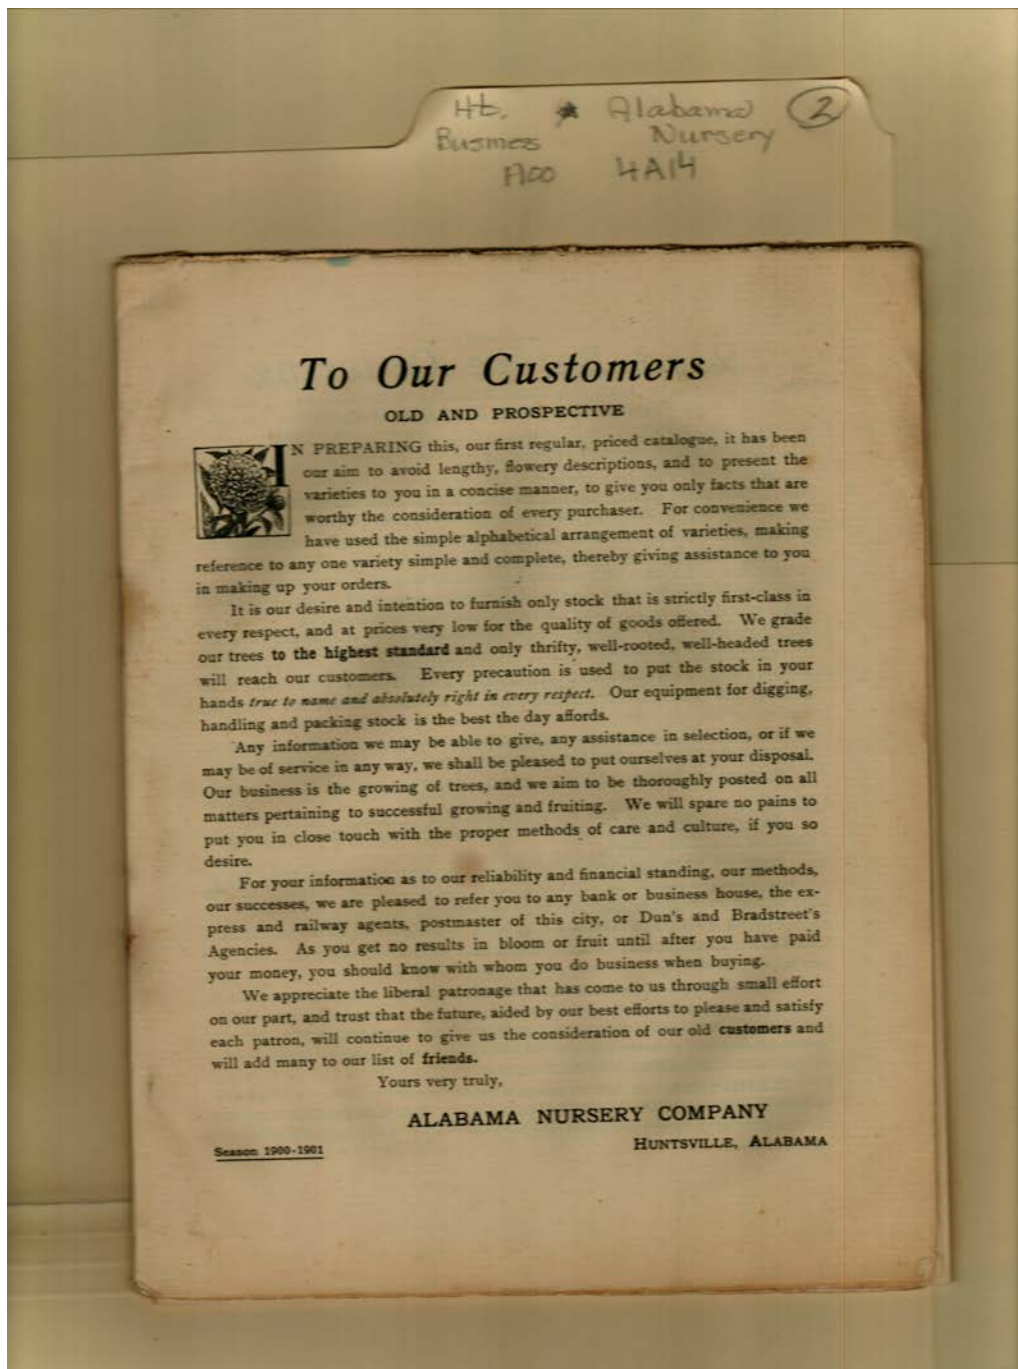 Hb. * Alabama 2
Busmess Nursery
A00 4A14
To Our Customers
OLD AND PROSPECTIVE
IN PREPARING this, our first regular, priced catalogue, it has been
our aim to avoid lengthy, flowery descriptions, and to present the
varieties to you in a concise manner, to give you only facts that are
worthy the consideration of every purchaser. For convenience we
have used the simple alphabetical arrangement of varieties, making
reference to any one variety simple and complete, thereby giving assistance to you
in making up your orders.
It is our desire and intention to furnish only stock that is strictly first-class in
every respect, and at prices very low for the quality of goods offered. We grade
our trees to the highest standard and only thrifty, well-rooted, well-headed trees
will reach our customers. Every precaution is used to put the stock in your
hands true to name and absolutely right in every respect. Our equipment for digging,
handling and packing stock is the best the day affords.
Any information we may be able to give, any assistance in selection, or if we
may be of service in any way, we shall be pleased to put ourselves at your disposal.
Our business is the growing of trees, and we aim to be thoroughly posted on all
matters pertaining to successful growing and fruiting. We will spare no pains to
put you in close touch with the proper methods of care and culture, if you so
desire.
For your information as to our reliability and financial standing, our methods,
our successes, we are pleased to refer you to any bank or business house, the ex-
press and railway agents, postmaster of this city, or Dun's and Bradstreet's
Agencies. As you get no results in bloom or fruit until after you have paid
your money, you should know with whom you do business when buying.
We appreciate the liberal patronage that has come to us through small effort
on our part, and trust that the future, aided by our best efforts to please and satisfy
each patron, will continue to give us the consideration of our old customers and
will add many to our list of friends.
Yours very truly,
ALABAMA NURSERY COMPANY
Season 1900-1901 HUNTSVILLE, ALABAMA